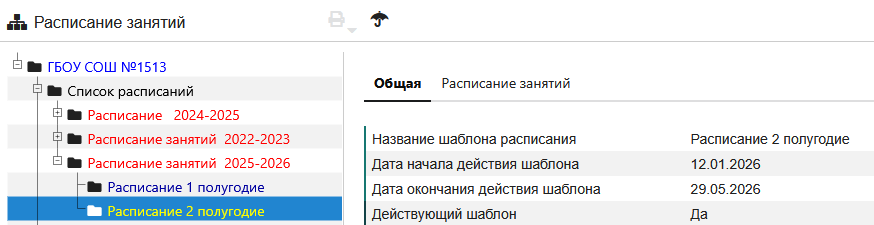 Расписание занятий
ГБОУ СОШ №1513
Список расписаний
Расписание 2024-2025
Расписание занятий 2022-2023
Расписание занятий 2025-2026
Расписание 1 полугодие
Расписание 2 полугодие
Общая Расписание занятий
Название шаблона расписания Расписание 2 полугодие
Дата начала действия шаблона 12.01.2026
Дата окончания действия шаблона 29.05.2026
Действующий шаблон Да